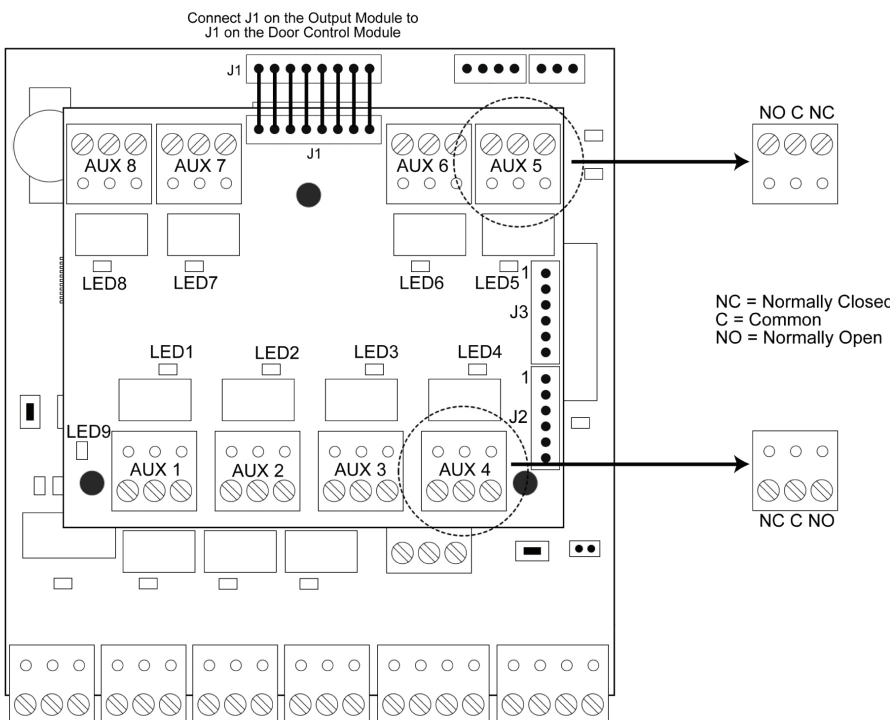 Connect J1 on the Output Module to
J1 on the Door Control Module
J1
J1
NO C NC
AUX 8
AUX 7
AUX 6
AUX 5
LED8
LED7
LED6
LED5
1
J3
NC = Normally Closed
C = Common
NO = Normally Open
LED1
LED2
LED3
LED4
1
J2
LED9
AUX 1
AUX 2
AUX 3
AUX 4
NC C NO